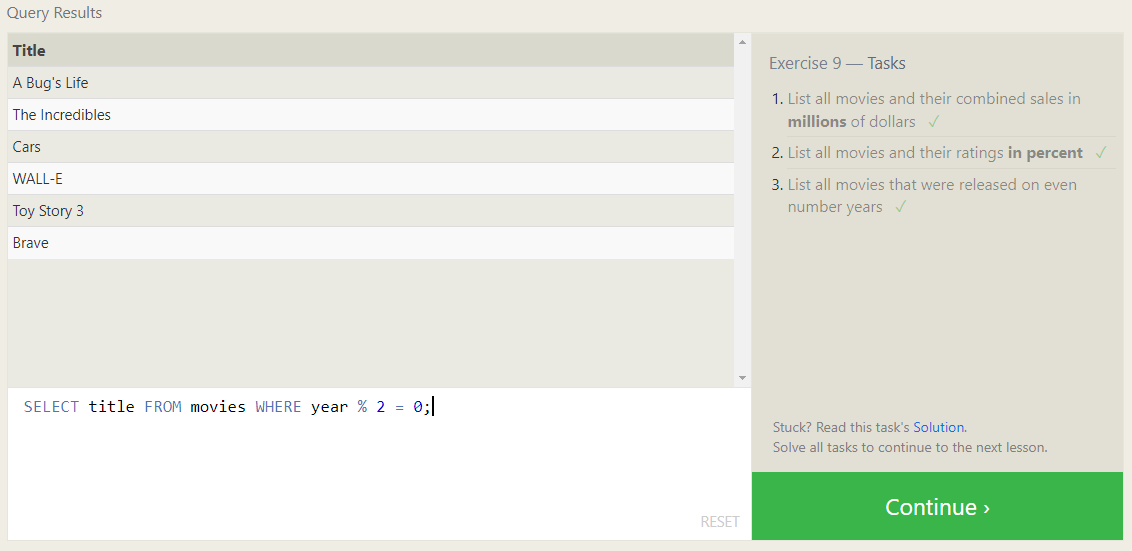 Query Results
Title
A Bug's Life
The Incredibles
Cars
WALL-E
Toy Story 3
Brave
SELECT title FROM movies WHERE year % 2 = 0;
RESET
Exercise 9 — Tasks
1. List all movies and their combined sales in
millions of dollars ✓
2. List all movies and their ratings in percent ✓
3. List all movies that were released on even
number years ✓
Stuck? Read this task's Solution.
Solve all tasks to continue to the next lesson.
Continue ›